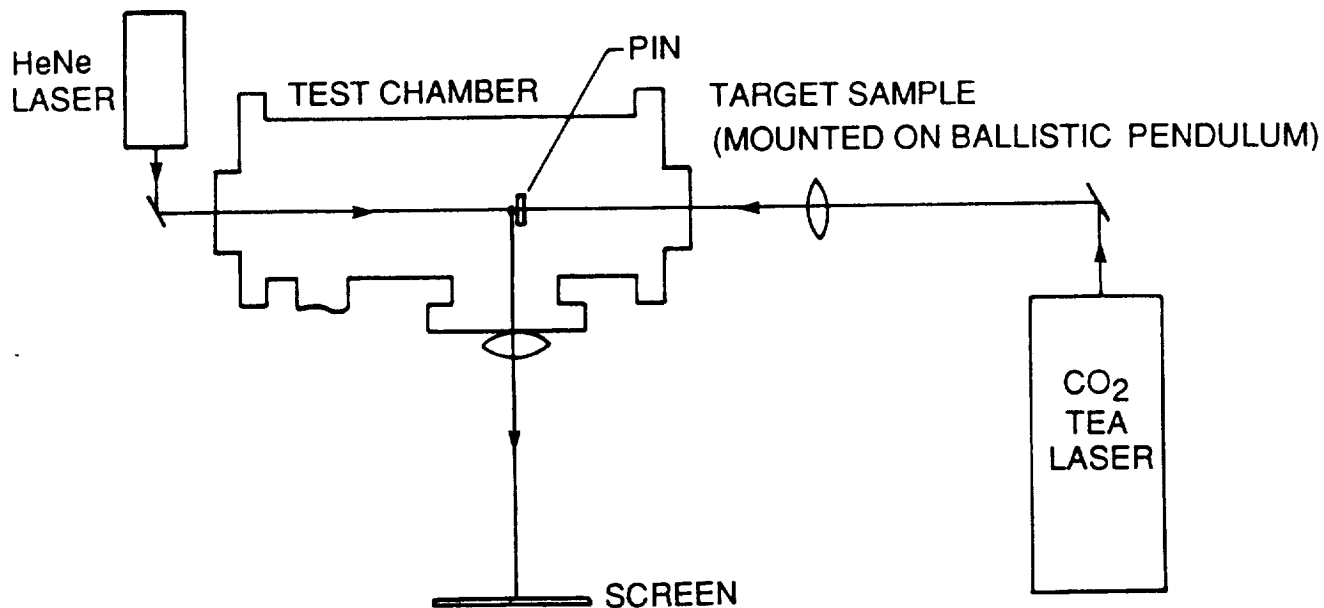 HeNe
LASER
PIN
TEST CHAMBER
TARGET SAMPLE
(MOUNTED ON BALLISTIC PENDULUM)
CO2
TEA
LASER
SCREEN